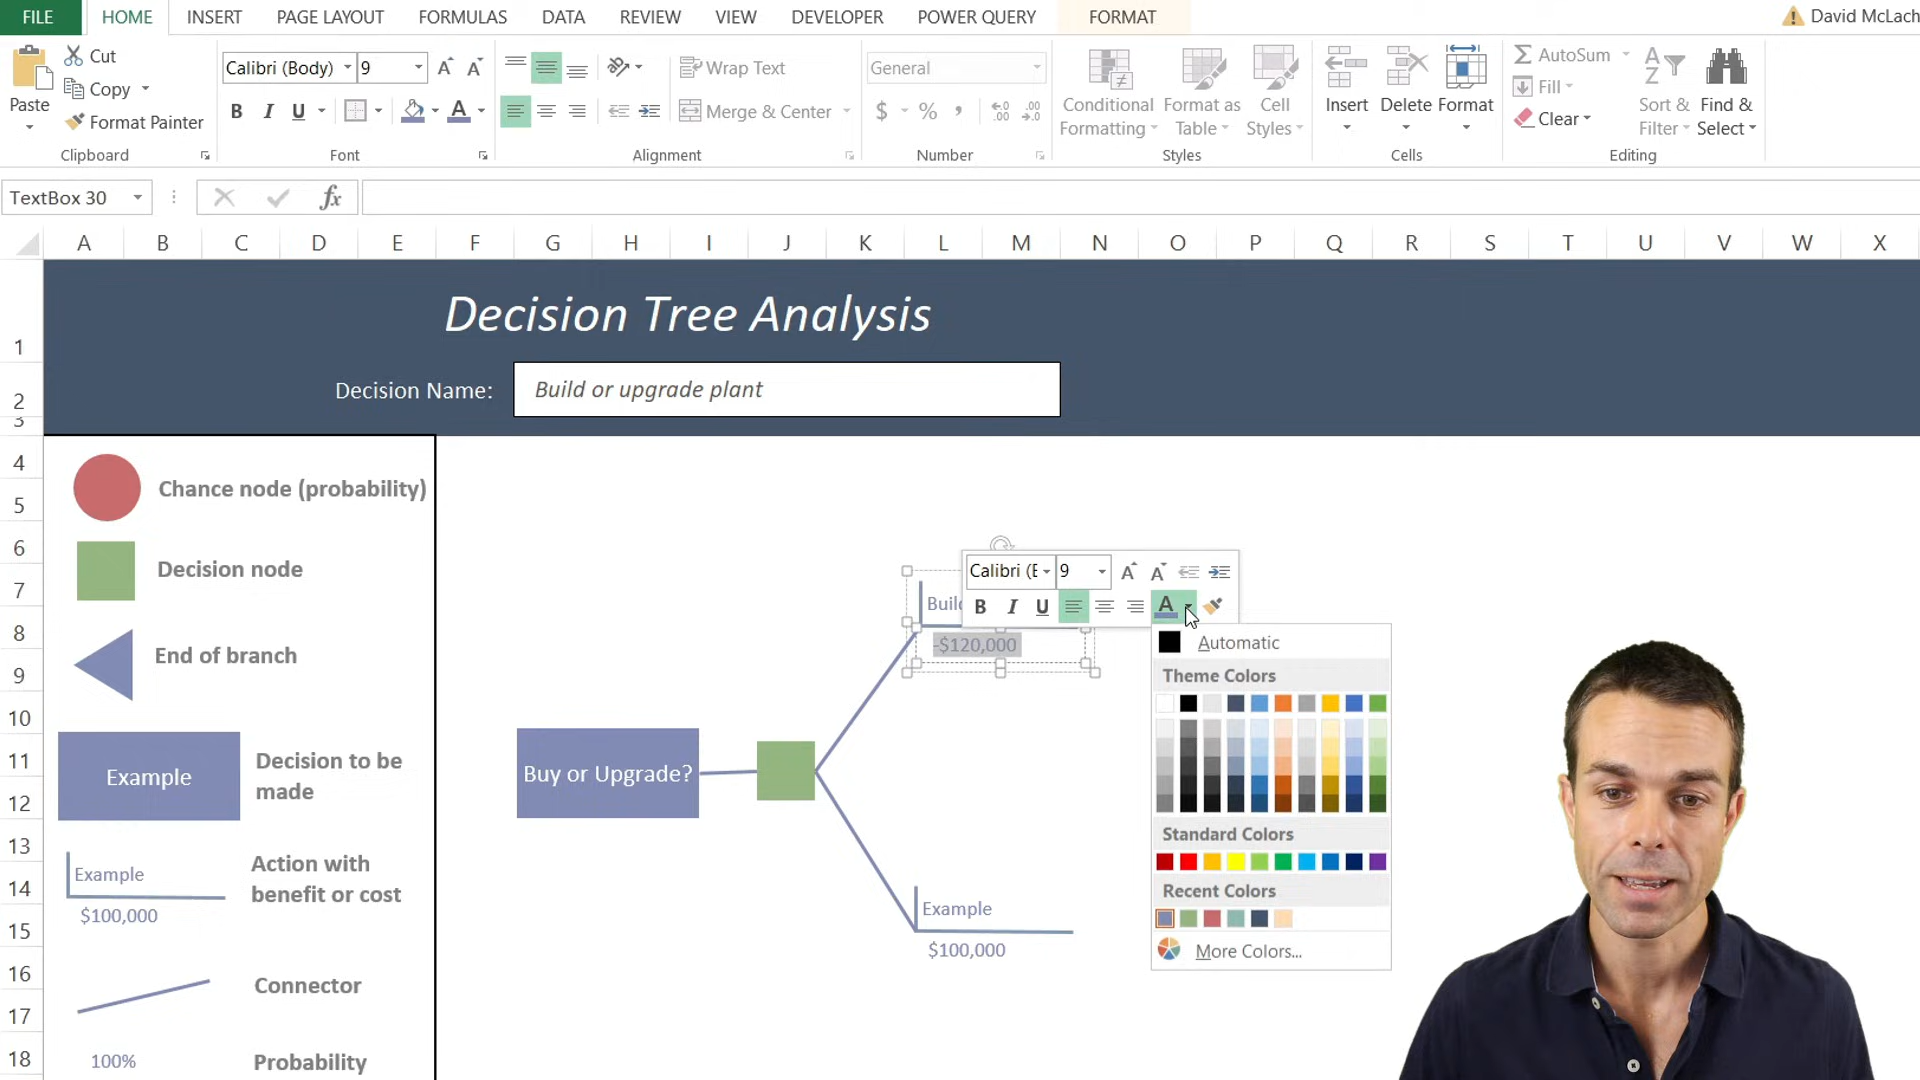 FILE HOME INSERT PAGE LAYOUT FORMULAS DATA REVIEW VIEW DEVELOPER POWER QUERY FORMAT David McLach
Paste
Cut
Copy
Format Painter
Clipboard
Calibri (Body) 9
B I U A
Font
Wrap Text
Merge & Center
Alignment
General
$ % ,
Number
Conditional Formatting
Format as Table
Cell Styles
Styles
Insert Delete Format
Cells
AutoSum
Fill
Clear
Sort & Filter
Find & Select
Editing
TextBox 30
fx
A B C D E F G H I J K L M N O P Q R S T U V W X
1
2
3
4
5
6
7
8
9
10
11
12
13
14
15
16
17
18
Decision Tree Analysis
Decision Name: Build or upgrade plant
Chance node (probability)
Decision node
End of branch
Example
Decision to be
made
Example
$100,000
Action with
benefit or cost
Connector
100% Probability
Buy or Upgrade?
Build
-$120,000
Example
$100,000
Calibri (E 9
B I U A
Automatic
Theme Colors
Standard Colors
Recent Colors
More Colors...